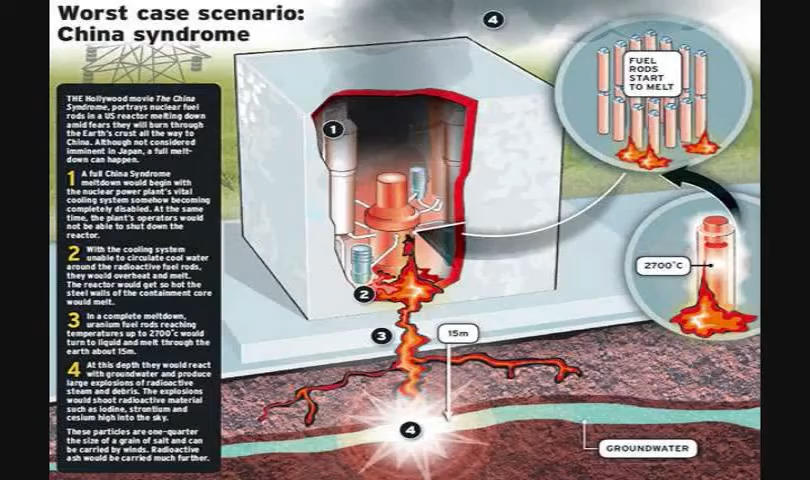 Worst case scenario:
China syndrome
THE Hollywood movie The China
Syndrome, portrays nuclear fuel
rods in a US reactor melting down
amid fears they will burn through
the Earth's crust all the way to
China. Although not considered
imminent in Japan, a full melt-
down can happen.
1 A full China Syndrome
meltdown would begin with
the nuclear power plant's vital
cooling system somehow becoming
completely disabled. At the same
time, the plant's operators would
not be able to shut down the
reactor.
2 With the cooling system
unable to circulate cool water
around the radioactive fuel rods,
they would overheat and melt.
The reactor would get so hot the
steel walls of the containment core
would melt.
3 In a complete meltdown,
uranium fuel rods reaching
temperatures up to 2700˚c would
turn to liquid and melt through the
earth about 15m.
4 At this depth they would react
with groundwater and produce
large explosions of radioactive
steam and debris. The explosions
would shoot radioactive material
such as iodine, strontium and
cesium high into the sky.
These particles are one-quarter
the size of a grain of salt and can
be carried by winds. Radioactive
ash would be carried much further.
4
1
2
3
15m
4
FUEL
RODS
START
TO MELT
2700˚C
GROUNDWATER